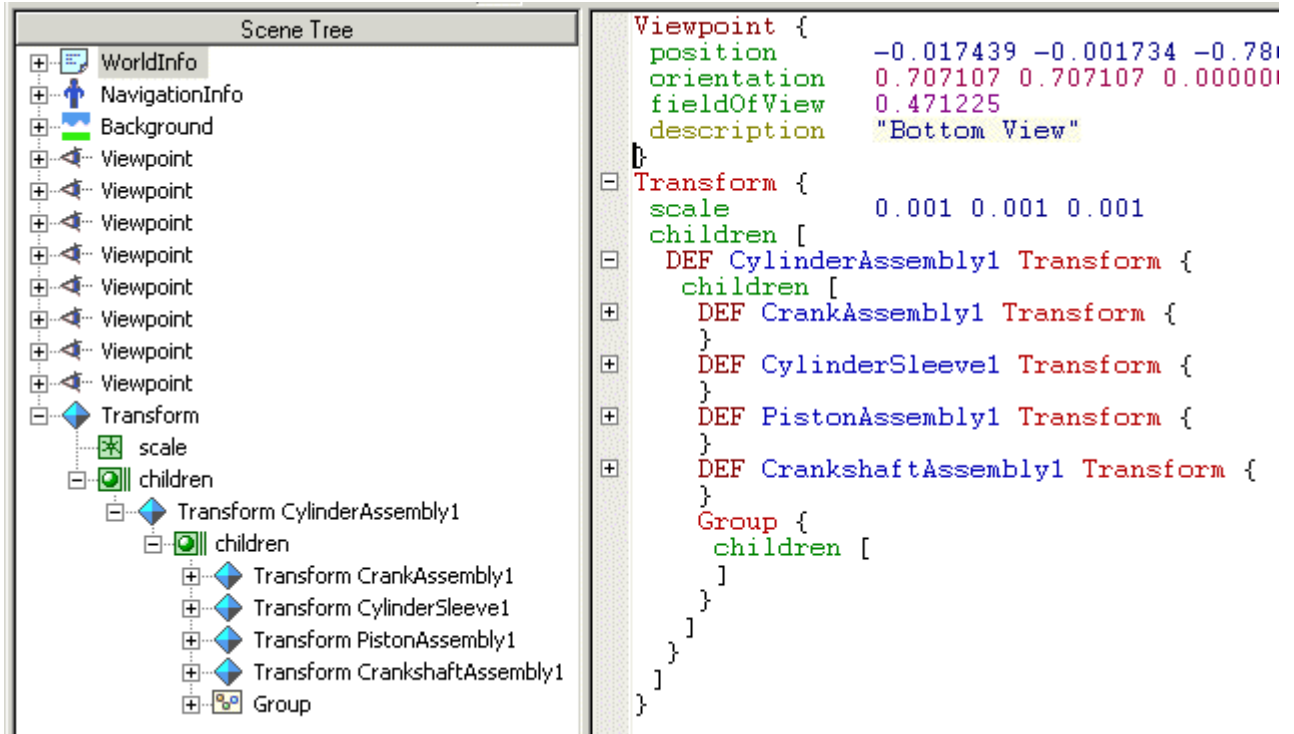 Scene Tree
WorldInfo
NavigationInfo
Background
Viewpoint
Viewpoint
Viewpoint
Viewpoint
Viewpoint
Viewpoint
Viewpoint
Viewpoint
Transform
scale
children
Transform CylinderAssembly1
children
Transform CrankAssembly1
Transform CylinderSleeve1
Transform PistonAssembly1
Transform CrankshaftAssembly1
Group
Viewpoint {
position -0.017439 -0.001734
orientation 0.707107 0.707107 0.000000
fieldOfView 0.471225
description "Bottom View"
}
Transform {
scale 0.001 0.001 0.001
children [
DEF CylinderAssembly1 Transform {
children [
DEF CrankAssembly1 Transform {
}
DEF CylinderSleeve1 Transform {
}
DEF PistonAssembly1 Transform {
}
DEF CrankshaftAssembly1 Transform {
}
Group {
children [
]
}
]
}
]
}